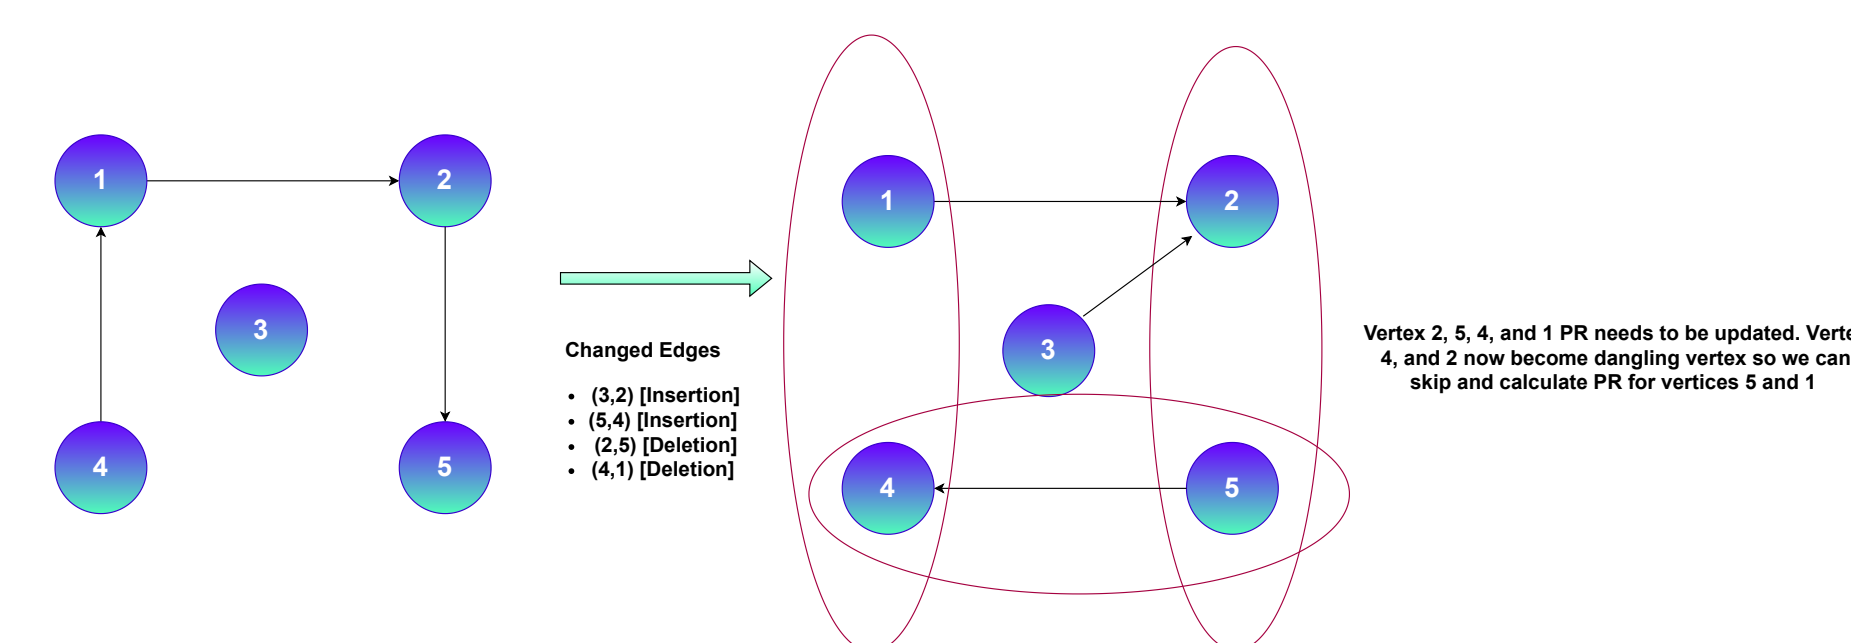 1
2
3
4
5
Changed Edges
• (3,2) [Insertion]
• (5,4) [Insertion]
• (2,5) [Deletion]
• (4,1) [Deletion]
1
2
3
4
5
Vertex 2, 5, 4, and 1 PR needs to be updated.
4, and 2 now become dangling vertex so we can
skip and calculate PR for vertices 5 and 1